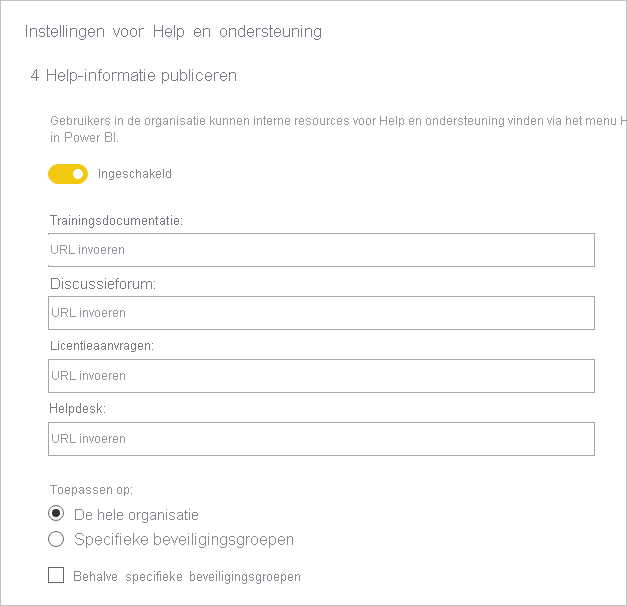 Instellingen voor Help en ondersteuning
4 Help-informatie publiceren
Gebruikers in de organisatie kunnen interne resources voor Help en ondersteuning vinden via het menu H
in Power BI.
Ingeschakeld
Trainingsdocumentatie:
URL invoeren
Discussieforum:
URL invoeren
Licentieaanvragen:
URL invoeren
Helpdesk:
URL invoeren
Toepassen op:
De hele organisatie
Specifieke beveiligingsgroepen
Behalve specifieke beveiligingsgroepen